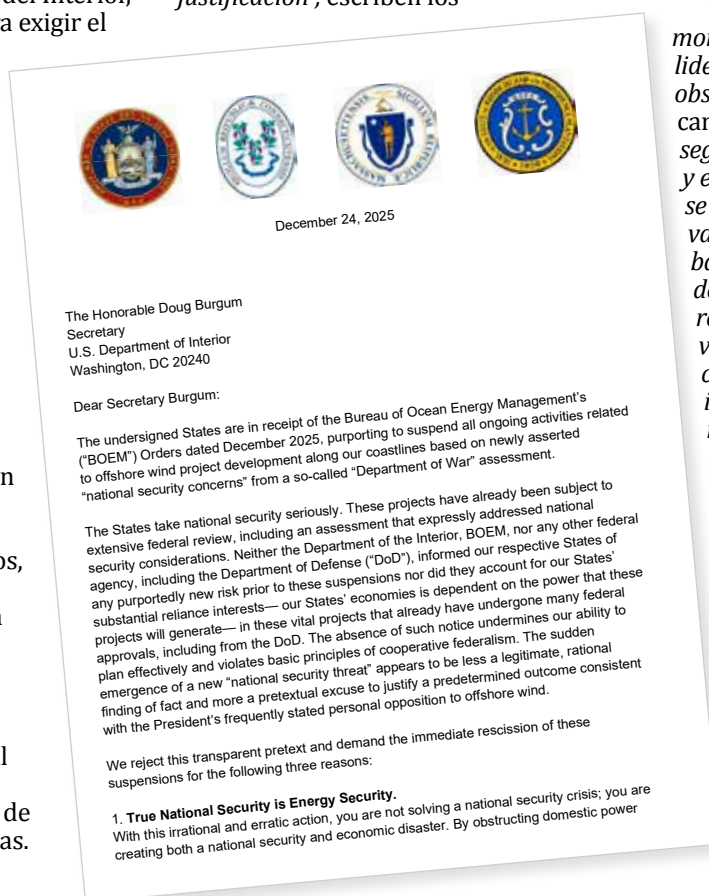 del Interior,
a exigir el
justificación", escriben los
December 24, 2025
The Honorable Doug Burgum
Secretary
U.S. Department of Interior
Washington, DC 20240
Dear Secretary Burgum:
The undersigned States are in receipt of the Bureau of Ocean Energy Management's
("BOEM") Orders dated December 2025, purporting to suspend all ongoing activities related
to offshore wind project development along our coastlines based on newly asserted
"national security concerns" from a so-called "Department of War" assessment.
The States take national security seriously. These projects have already been subject to
extensive federal review, including an assessment that expressly addressed national
security considerations. Neither the Department of the Interior, BOEM, nor any other federal
agency, including the Department of Defense ("DoD"), informed our respective States of
any purportedly new risk prior to these suspensions nor did they account for our States'
substantial reliance interests— our States' economies is dependent on the power that these
projects will generate— in these vital projects that already have undergone many federal
approvals, including from the DoD. The absence of such notice undermines our ability to
plan effectively and violates basic principles of cooperative federalism. The sudden
emergence of a new "national security threat" appears to be less a legitimate, rational
finding of fact and more a pretextual excuse to justify a predetermined outcome consistent
with the President's frequently stated personal opposition to offshore wind.
We reject this transparent pretext and demand the immediate rescission of these
suspensions for the following three reasons:
1. True National Security is Energy Security.
With this irrational and erratic action, you are not solving a national security crisis; you are
creating both a national security and economic disaster. By obstructing domestic power
n
os,
l
de
as.
lide
obs
car
seg
y e
se